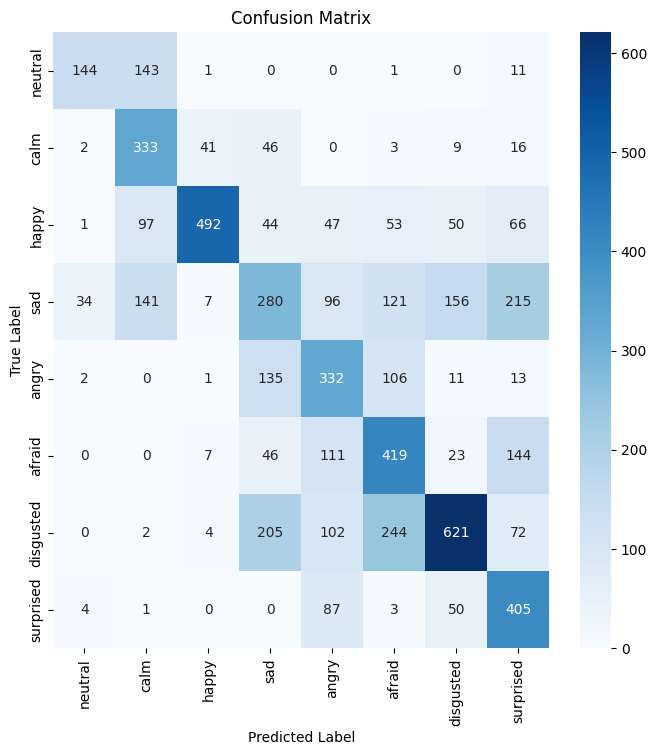 Confusion Matrix
True Label
neutral 144 143 1 0 0 1 0 11
calm 2 333 41 46 0 3 9 16
happy 1 97 492 44 47 53 50 66
sad 34 141 7 280 96 121 156 215
angry 2 0 1 135 332 106 11 13
afraid 0 0 7 46 111 419 23 144
disgusted 0 2 4 205 102 244 621 72
surprised 4 1 0 0 87 3 50 405
neutral calm happy sad angry afraid disgusted surprised
Predicted Label
600
500
400
300
200
100
0